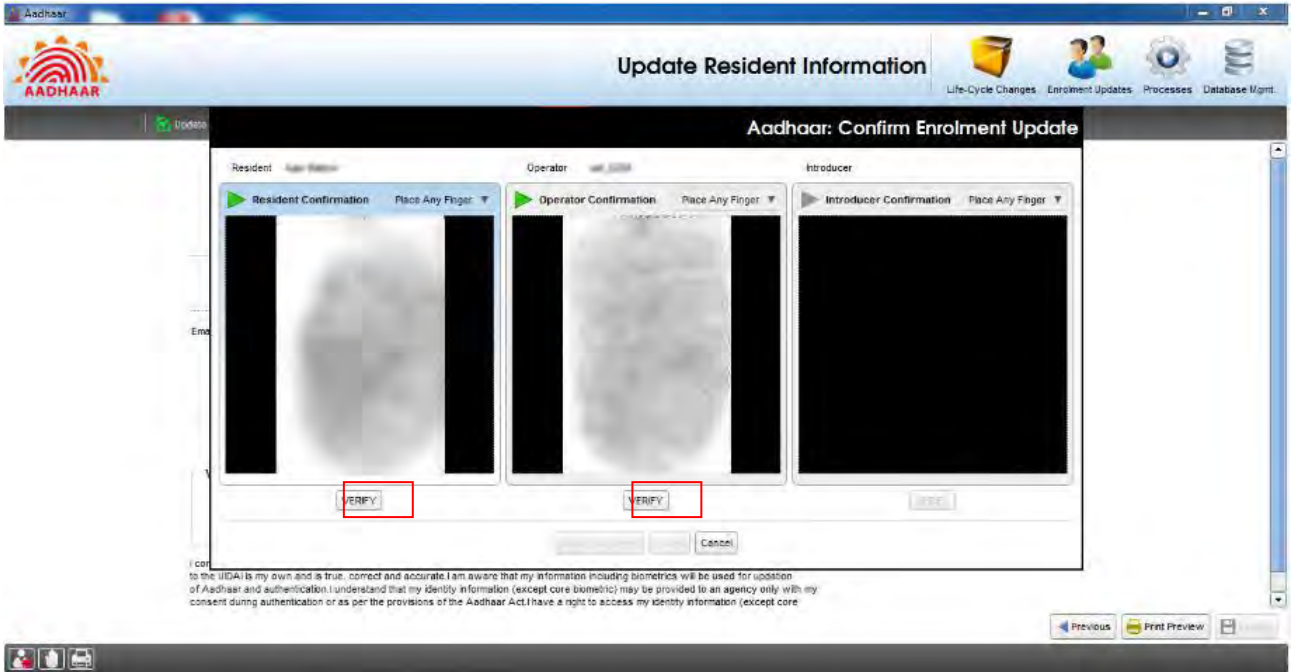 Aadhaar
AADHAAR
Update Resident Information
Life-Cycle Changes Enrolment Updates Processes Database Mgmt.
Update
Aadhaar: Confirm Enrolment Update
Resident Operator Introducer
Resident Confirmation Place Any Finger Operator Confirmation Place Any Finger Introducer Confirmation Place Any Finger
Ema
V
VERIFY VERIFY VERIFY
Cancel
I con
to the UIDAI is my own and is true, correct and accurate.I am aware that my information including biometrics will be used for updation
of Aadhaar and authentication.I understand that my identity information (except core biometric) may be provided to an agency only with my
consent during authentication or as per the provisions of the Aadhaar Act.I have a right to access my identity information (except core
Previous Print Preview